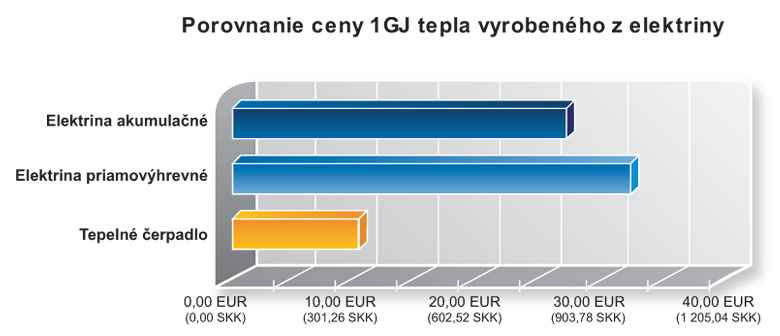 Porovnanie ceny 1GJ tepla vyrobeného z elektriny
Elektrina akumulačné
Elektrina priamovýhrevné
Tepelné čerpadlo
0,00 EUR 10,00 EUR 20,00 EUR 30,00 EUR 40,00 EUR
(0,00 SKK) (301,26 SKK) (602,52 SKK) (903,78 SKK) (1 205,04 SKK)